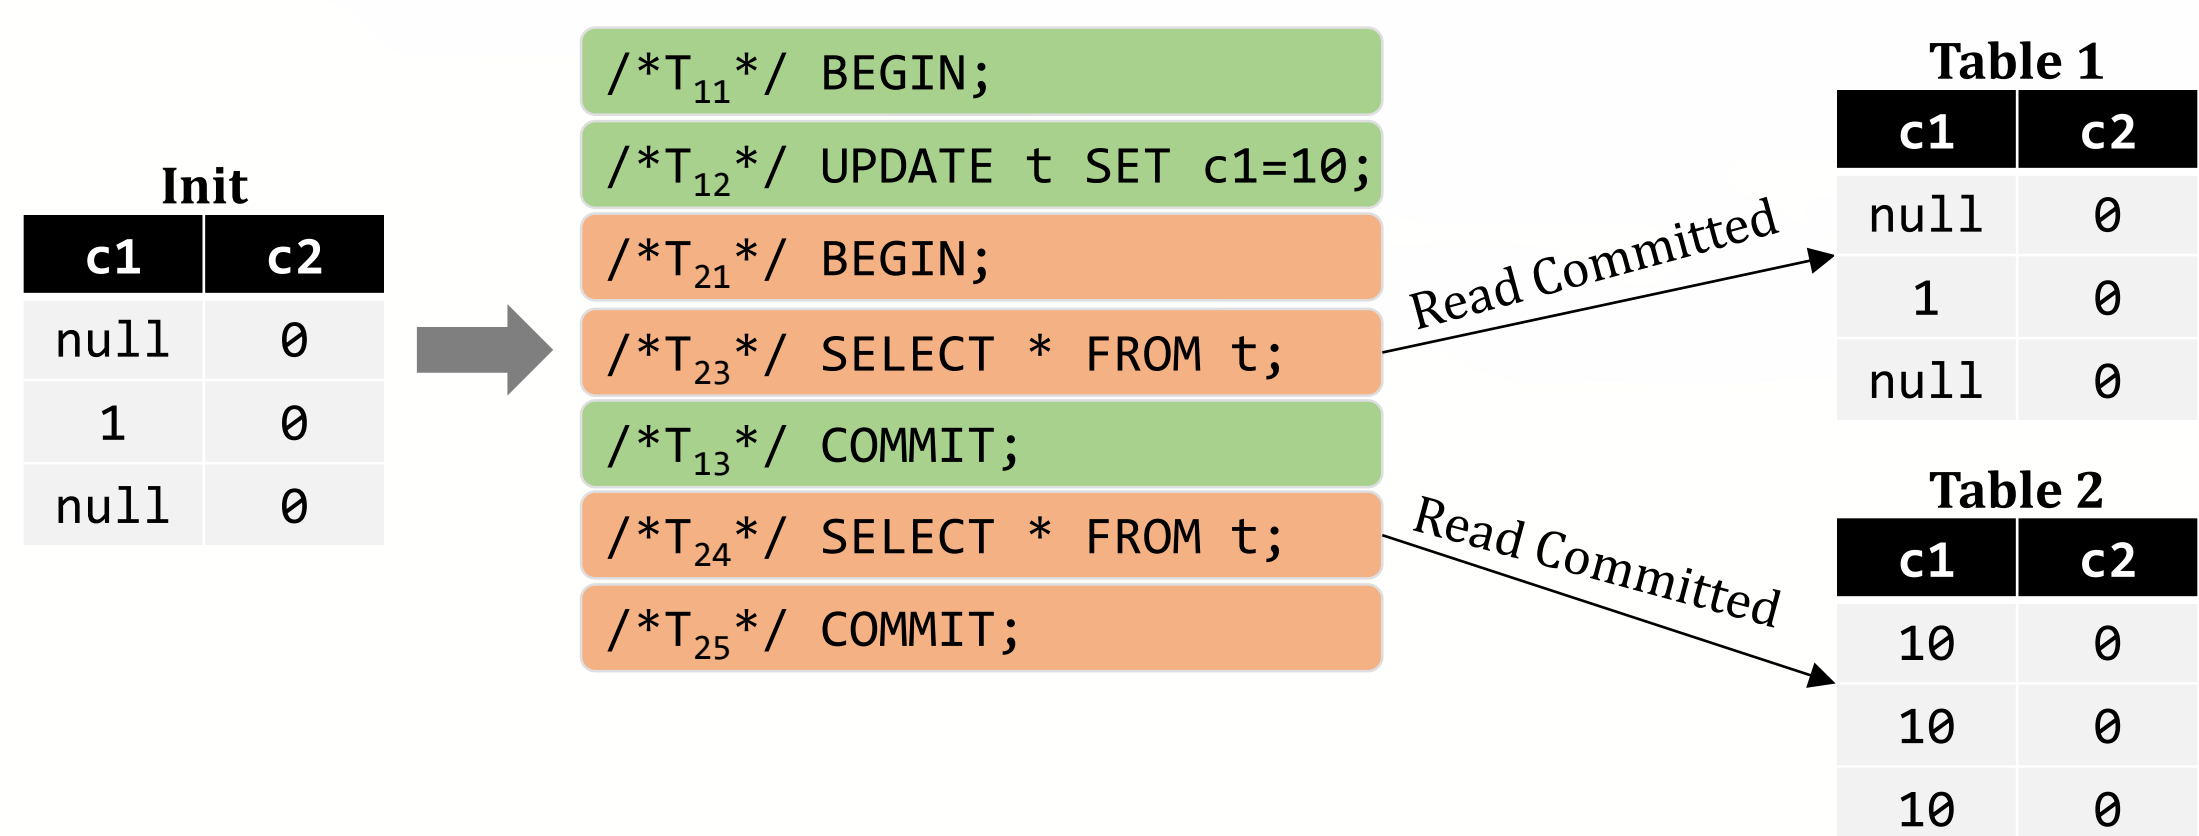 Init
c1 c2
null 0
1 0
null 0
/*T₁₁*/ BEGIN;
/*T₁₂*/ UPDATE t SET c1=10;
/*T₂₁*/ BEGIN;
/*T₂₃*/ SELECT * FROM t;
/*T₁₃*/ COMMIT;
/*T₂₄*/ SELECT * FROM t;
/*T₂₅*/ COMMIT;
Read Committed
Read Committed
Table 1
c1 c2
null 0
1 0
null 0
Table 2
c1 c2
10 0
10 0
10 0